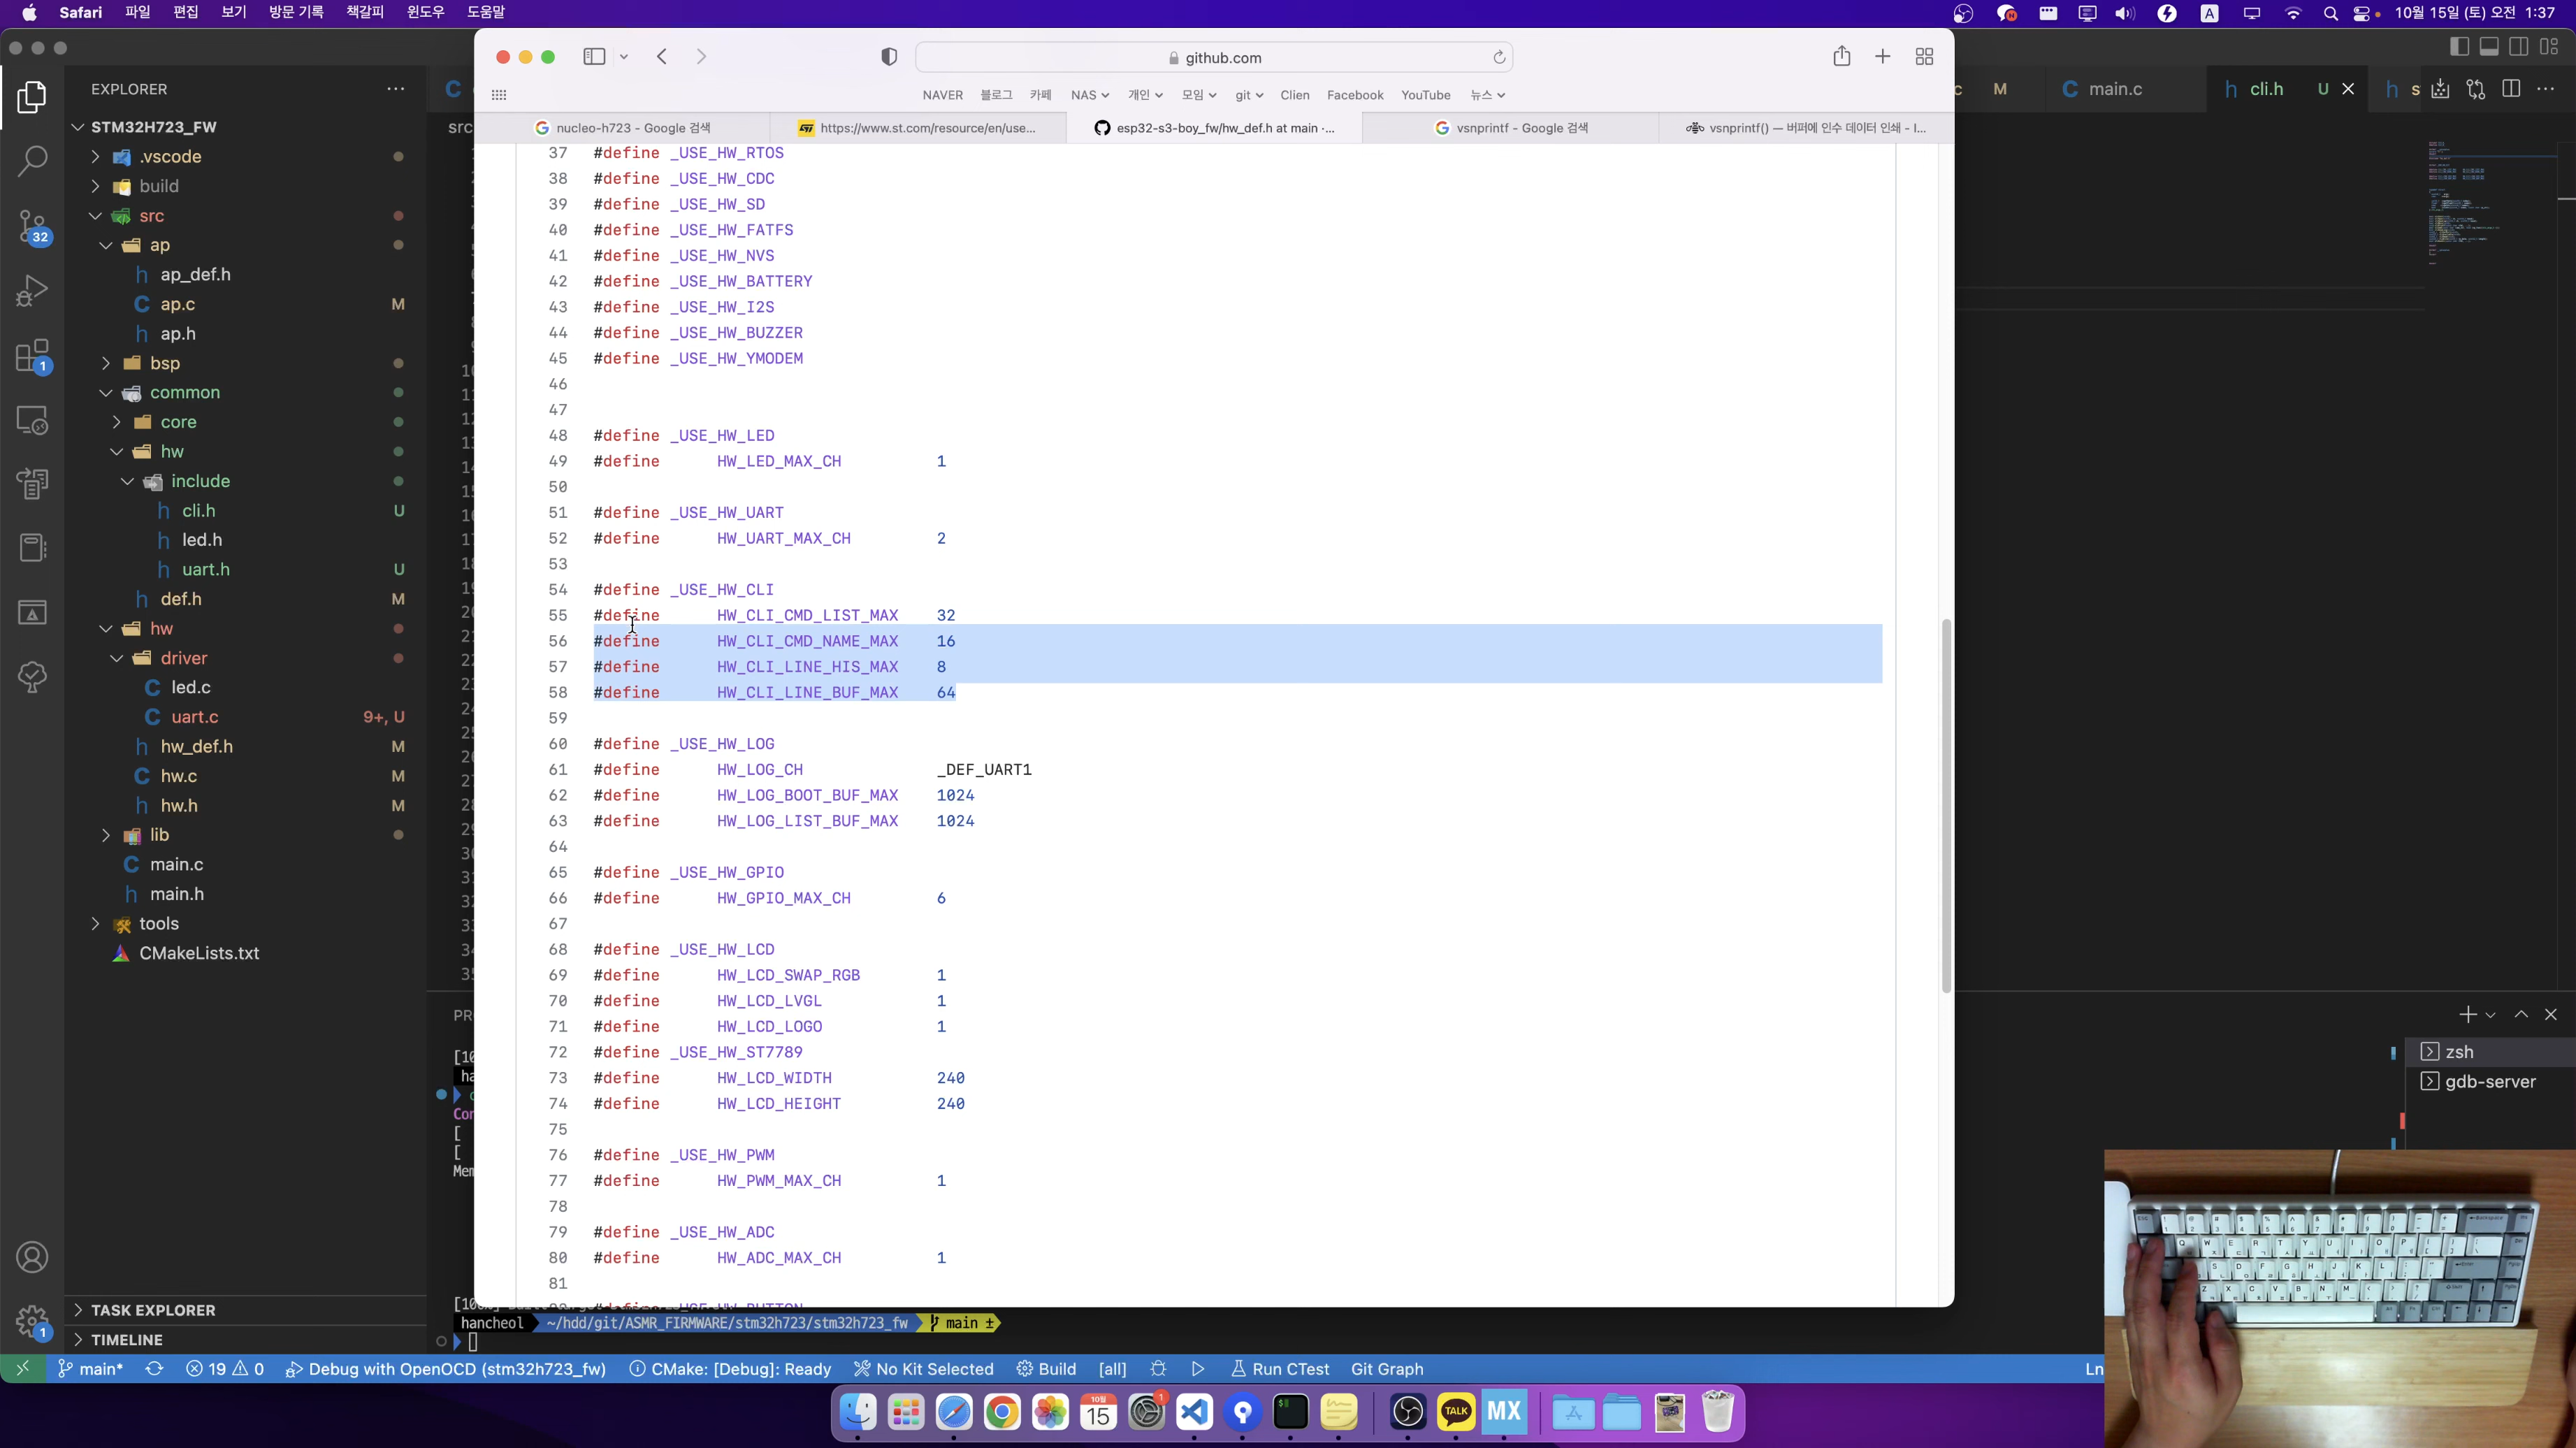 Safari 파일 편집 보기 방문 기록 책갈피 윈도우 도움말
A 10월 15일 (토) 오전 1:37
github.com
NAVER 블로그 카페 NAS 개인 모임 git Clien Facebook YouTube 뉴스
nucleo-h723 - Google 검색
https://www.st.com/resource/en/use...
esp32-s3-boy_fw/hw_def.h at main ·...
vsnprintf - Google 검색
vsnprintf() — 버퍼에 인수 데이터 인쇄 - I...
EXPLORER
STM32H723_FW
.vscode
build
src
ap
ap_def.h
ap.c M
ap.h
bsp
common
core
hw
include
cli.h U
led.h
uart.h U
def.h M
hw
driver
led.c
uart.c 9+, U
hw_def.h M
hw.c M
hw.h M
lib
main.c
main.h
tools
CMakeLists.txt
TASK EXPLORER
TIMELINE
32
1
1
C
src
37 #define _USE_HW_RTOS
38 #define _USE_HW_CDC
39 #define _USE_HW_SD
40 #define _USE_HW_FATFS
41 #define _USE_HW_NVS
42 #define _USE_HW_BATTERY
43 #define _USE_HW_I2S
44 #define _USE_HW_BUZZER
45 #define _USE_HW_YMODEM
46
47
48 #define _USE_HW_LED
49 #define HW_LED_MAX_CH 1
50
51 #define _USE_HW_UART
52 #define HW_UART_MAX_CH 2
53
54 #define _USE_HW_CLI
55 #define HW_CLI_CMD_LIST_MAX 32
56 #define HW_CLI_CMD_NAME_MAX 16
57 #define HW_CLI_LINE_HIS_MAX 8
58 #define HW_CLI_LINE_BUF_MAX 64
59
60 #define _USE_HW_LOG
61 #define HW_LOG_CH _DEF_UART1
62 #define HW_LOG_BOOT_BUF_MAX 1024
63 #define HW_LOG_LIST_BUF_MAX 1024
64
65 #define _USE_HW_GPIO
66 #define HW_GPIO_MAX_CH 6
67
68 #define _USE_HW_LCD
69 #define HW_LCD_SWAP_RGB 1
70 #define HW_LCD_LVGL 1
71 #define HW_LCD_LOGO 1
72 #define _USE_HW_ST7789
73 #define HW_LCD_WIDTH 240
74 #define HW_LCD_HEIGHT 240
75
76 #define _USE_HW_PWM
77 #define HW_PWM_MAX_CH 1
78
79 #define _USE_HW_ADC
80 #define HW_ADC_MAX_CH 1
81
c M
C main.c
h cli.h U
h s
zsh
gdb-server
hancheol ~/hdd/git/ASMR_FIRMWARE/stm32h723/stm32h723_fw main ±
main* 19 0 Debug with OpenOCD (stm32h723_fw) CMake: [Debug]: Ready No Kit Selected Build [all] Run CTest Git Graph Ln
10월
15
1
TALK
MX